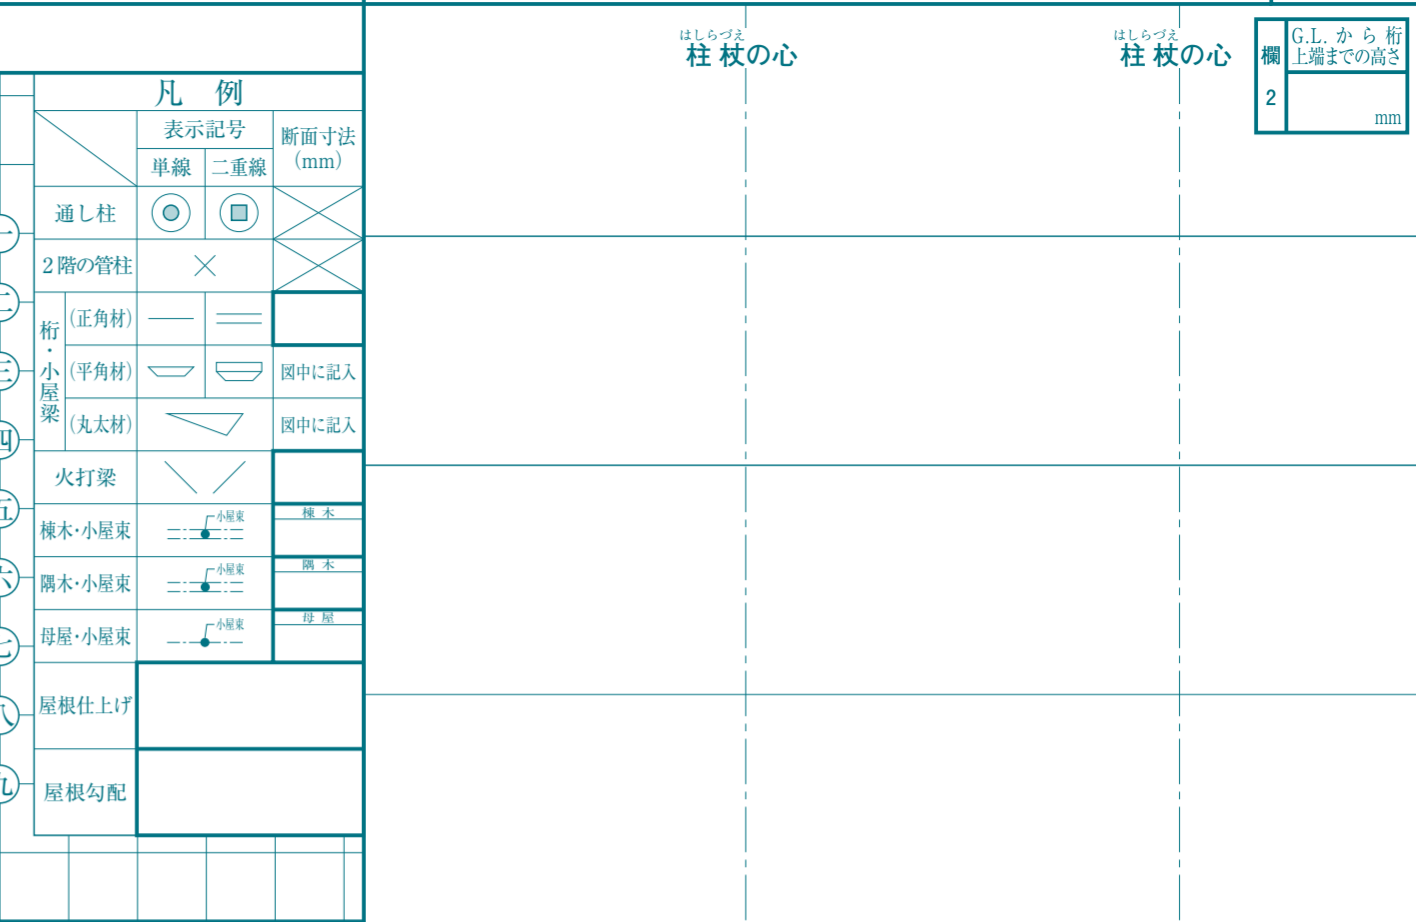 はしらづえ
柱杖の心
はしらづえ
柱杖の心
欄2
G.L.から桁
上端までの高さ
mm
凡 例
表示記号
断面寸法
(mm)
単線
二重線
通し柱
2階の管柱
桁・小屋梁
(正角材)
(平角材)
図中に記入
(丸太材)
図中に記入
火打梁
棟木・小屋束
小屋束
棟木
隅木・小屋束
小屋束
隅木
母屋・小屋束
小屋束
母屋
屋根仕上げ
屋根勾配
一
二
三
四
五
六
七
八
九